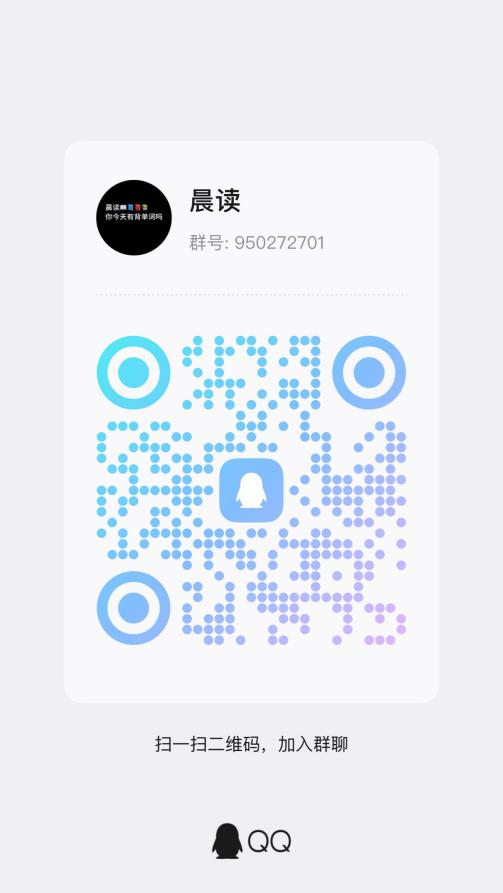 晨读📖📘📕📚
你今天有背单词吗
晨读
群号: 950272701
扫一扫二维码，加入群聊
QQ